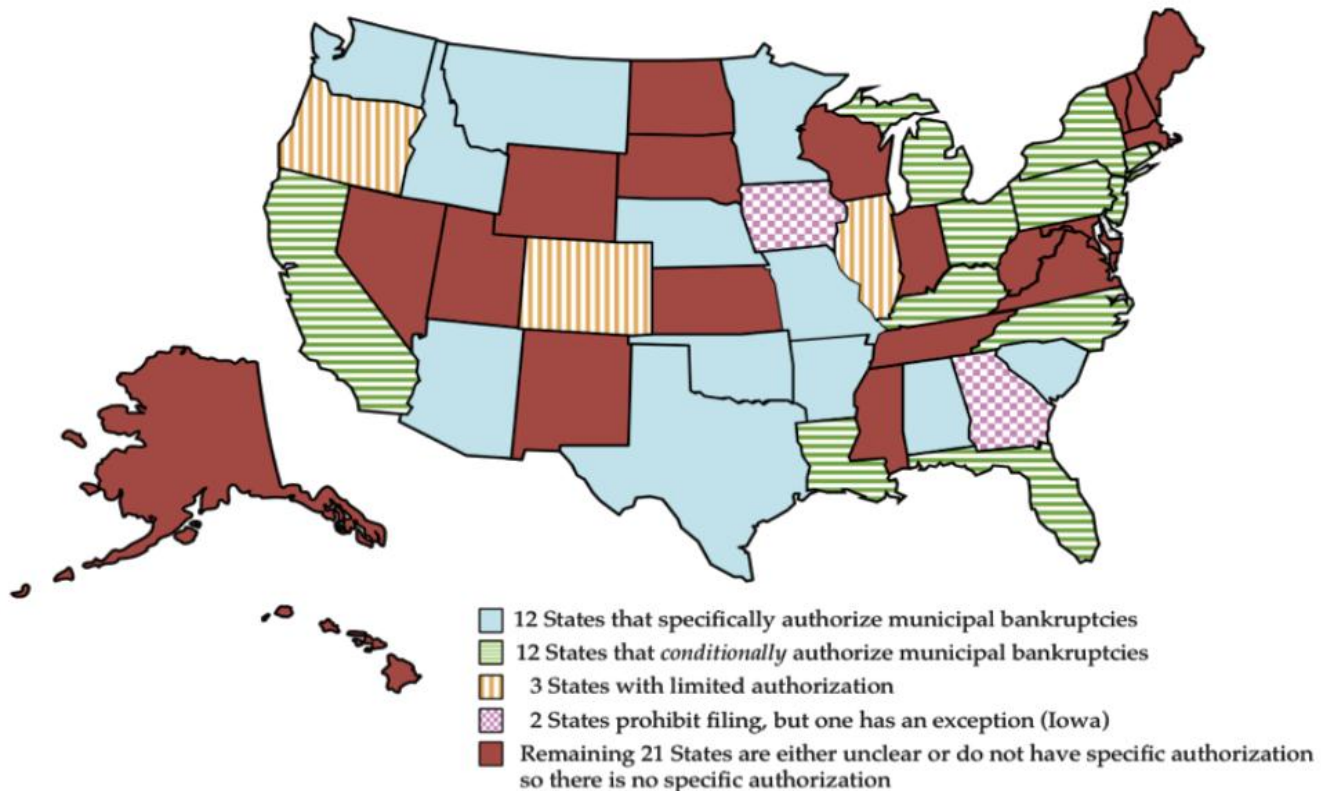 12 States that specifically authorize municipal bankruptcies
12 States that conditionally authorize municipal bankruptcies
3 States with limited authorization
2 States prohibit filing, but one has an exception (Iowa)
Remaining 21 States are either unclear or do not have specific authorization
so there is no specific authorization